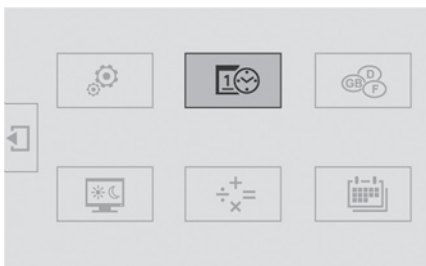 1
GB D F
÷ + × =